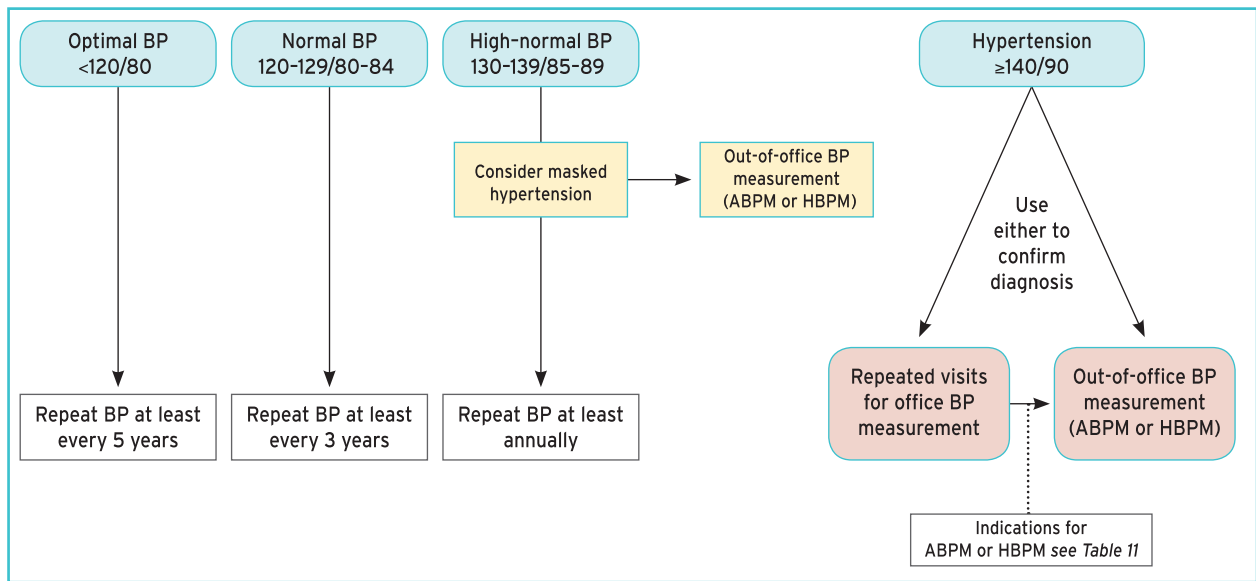 Optimal BP
<120/80
Normal BP
120–129/80–84
High–normal BP
130–139/85–89
Hypertension
≥140/90
Consider masked
hypertension
Out-of-office BP
measurement
(ABPM or HBPM)
Use
either to
confirm
diagnosis
Repeat BP at least
every 5 years
Repeat BP at least
every 3 years
Repeat BP at least
annually
Repeated visits
for office BP
measurement
Out-of-office BP
measurement
(ABPM or HBPM)
Indications for
ABPM or HBPM see Table 11